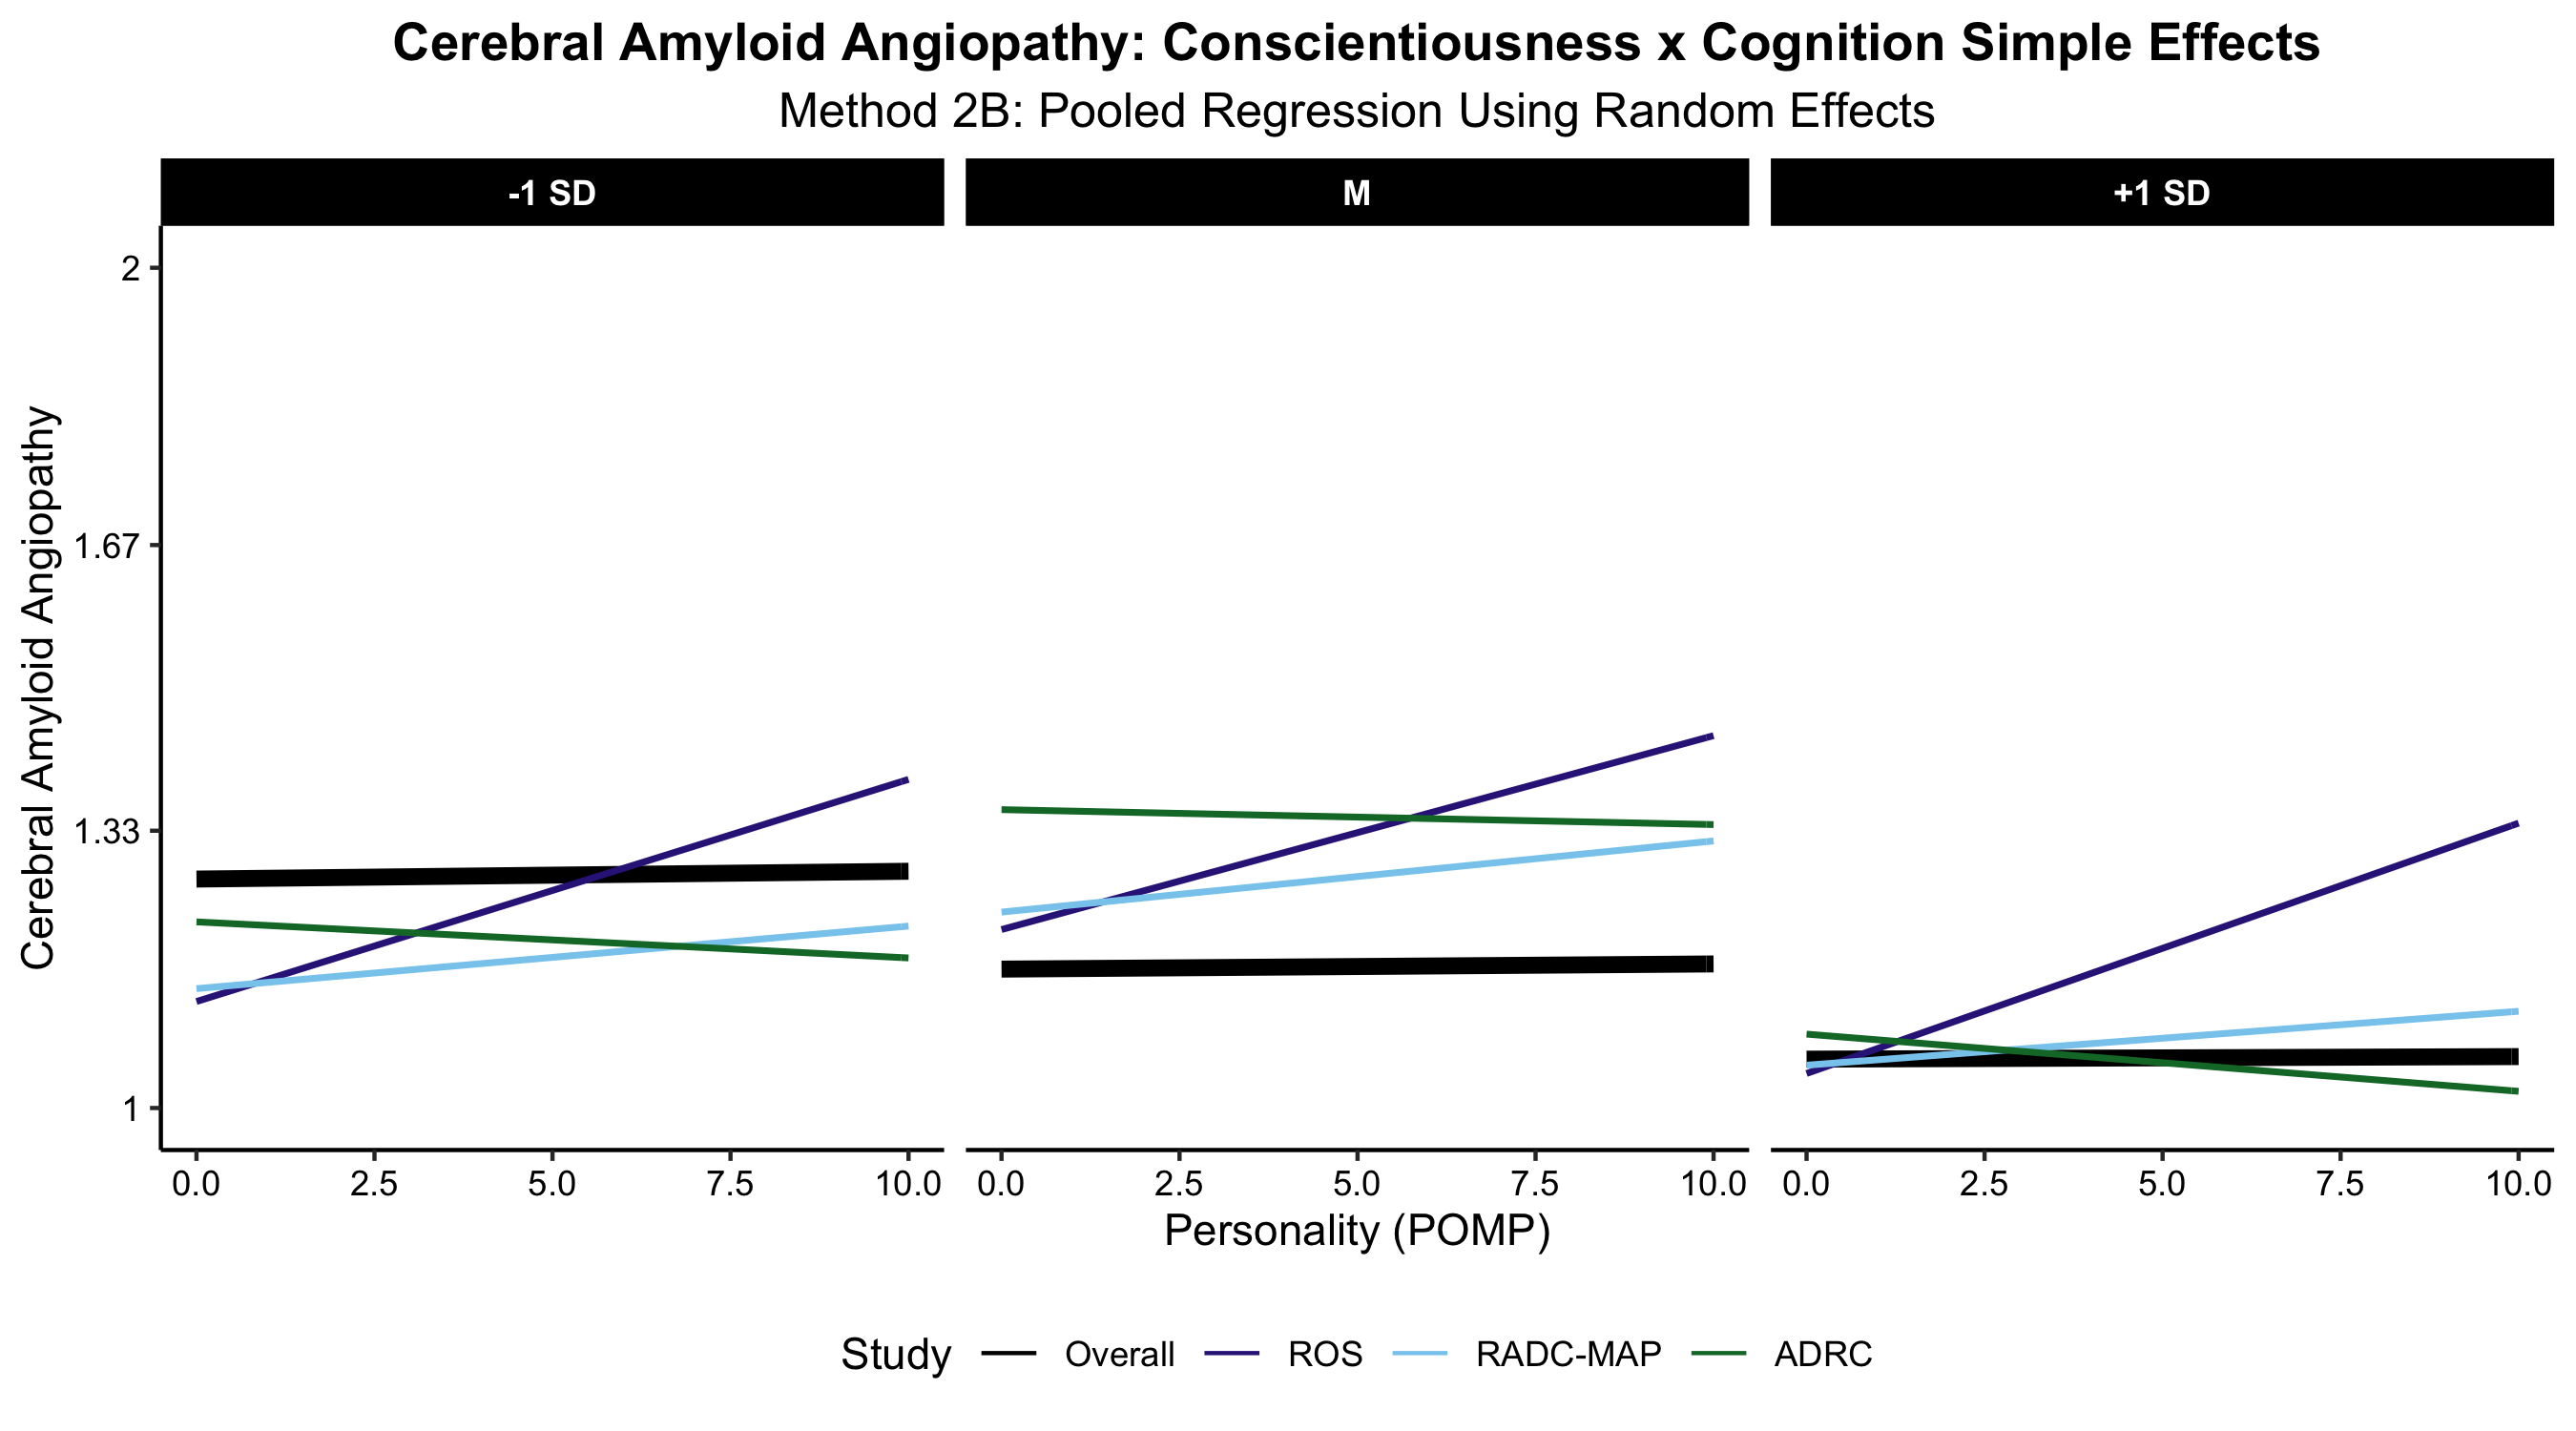 Cerebral Amyloid Angiopathy: Conscientiousness x Cognition Simple Effects
Method 2B: Pooled Regression Using Random Effects
-1 SD M +1 SD
Cerebral Amyloid Angiopathy
2
1.67
1.33
1
0.0 2.5 5.0 7.5 10.0 0.0 2.5 5.0 7.5 10.0 0.0 2.5 5.0 7.5 10.0
Personality (POMP)
Study Overall ROS RADC-MAP ADRC